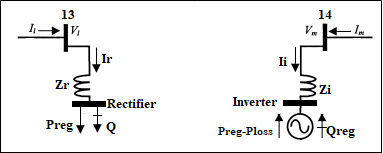 13
14
Il
Vl
Vm
Im
Ir
Ii
Zr
Zi
Rectifier
Inverter
Preg
Q
Preg-Ploss
Qreg